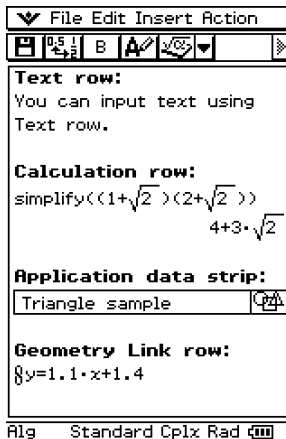 File Edit Insert Action
B
Text row:
You can input text using
Text row.
Calculation row:
simplify((1+√2)(2+√2))
4+3·√2
Application data strip:
Triangle sample
Geometry Link row:
y=1.1·x+1.4
Alg Standard Cplx Rad